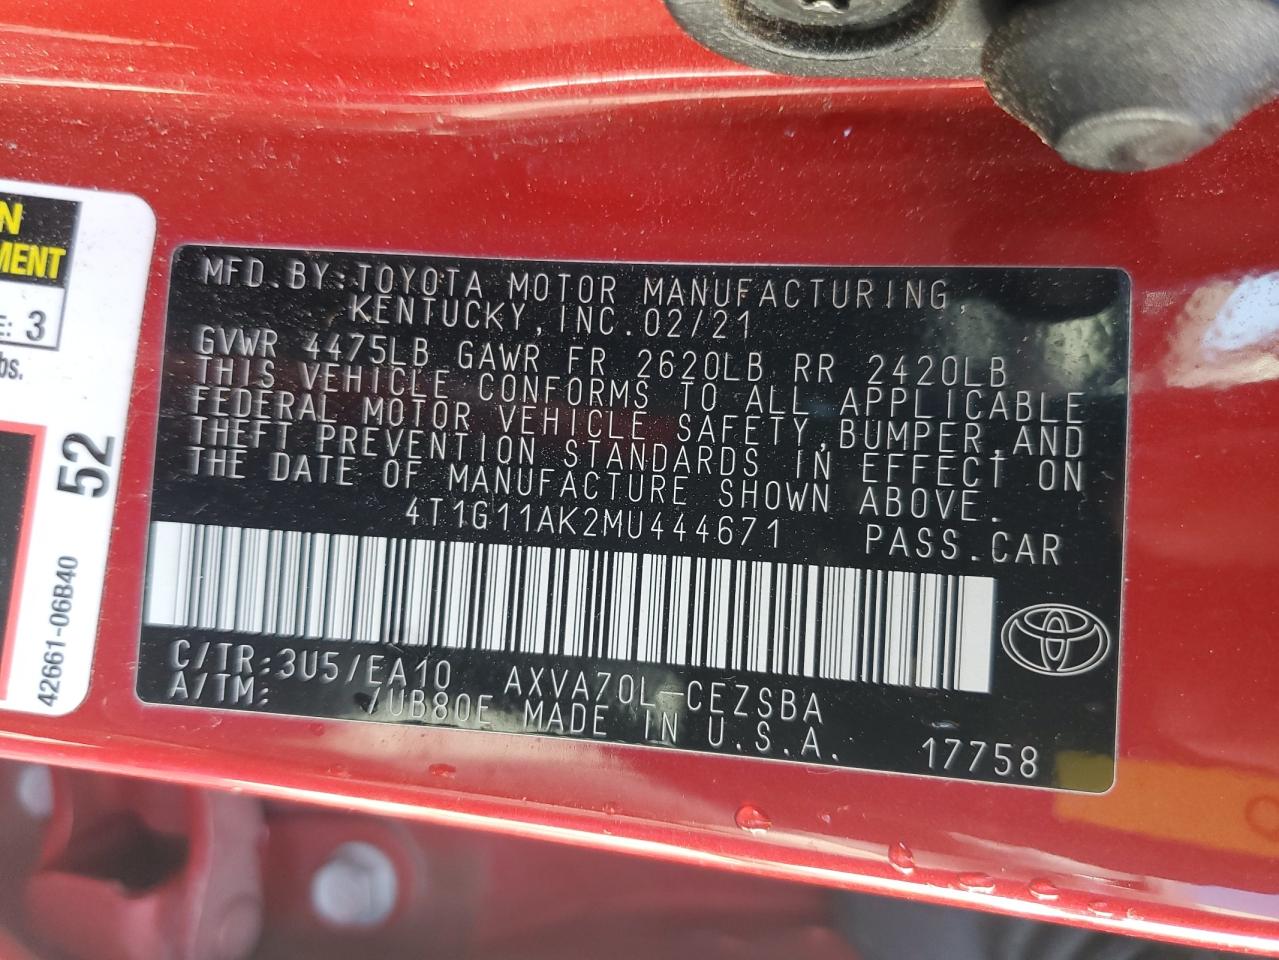 MFD.BY:TOYOTA MOTOR MANUFACTURING,
KENTUCKY,INC.02/21
GVWR 4475LB GAWR FR 2620LB RR 2420LB
THIS VEHICLE CONFORMS TO ALL APPLICABLE
FEDERAL MOTOR VEHICLE SAFETY,BUMPER,AND
THEFT PREVENTION STANDARDS IN EFFECT ON
THE DATE OF MANUFACTURE SHOWN ABOVE.
4T1G11AK2MU444671 PASS.CAR
C/TR:3U5/EA10 AXVA70L-CEZSBA
A/TM: /UB80E MADE IN U.S.A.
17758
N
MENT
E: 3
bs.
52
42661-06B40